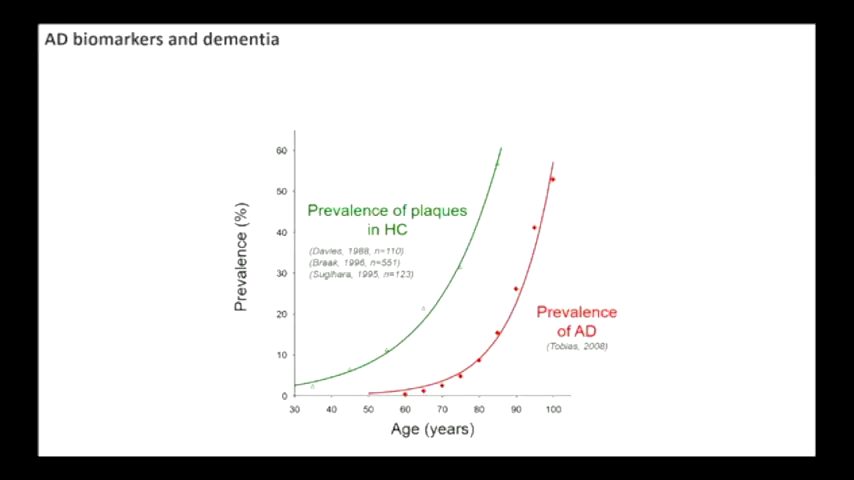 AD biomarkers and dementia
60
50
40
30
20
10
0
Prevalence (%)
Prevalence of plaques
in HC
(Davies, 1988, n=110)
(Braak, 1996, n=551)
(Sugihara, 1995, n=123)
Prevalence
of AD
(Tobias, 2008)
30 40 50 60 70 80 90 100
Age (years)